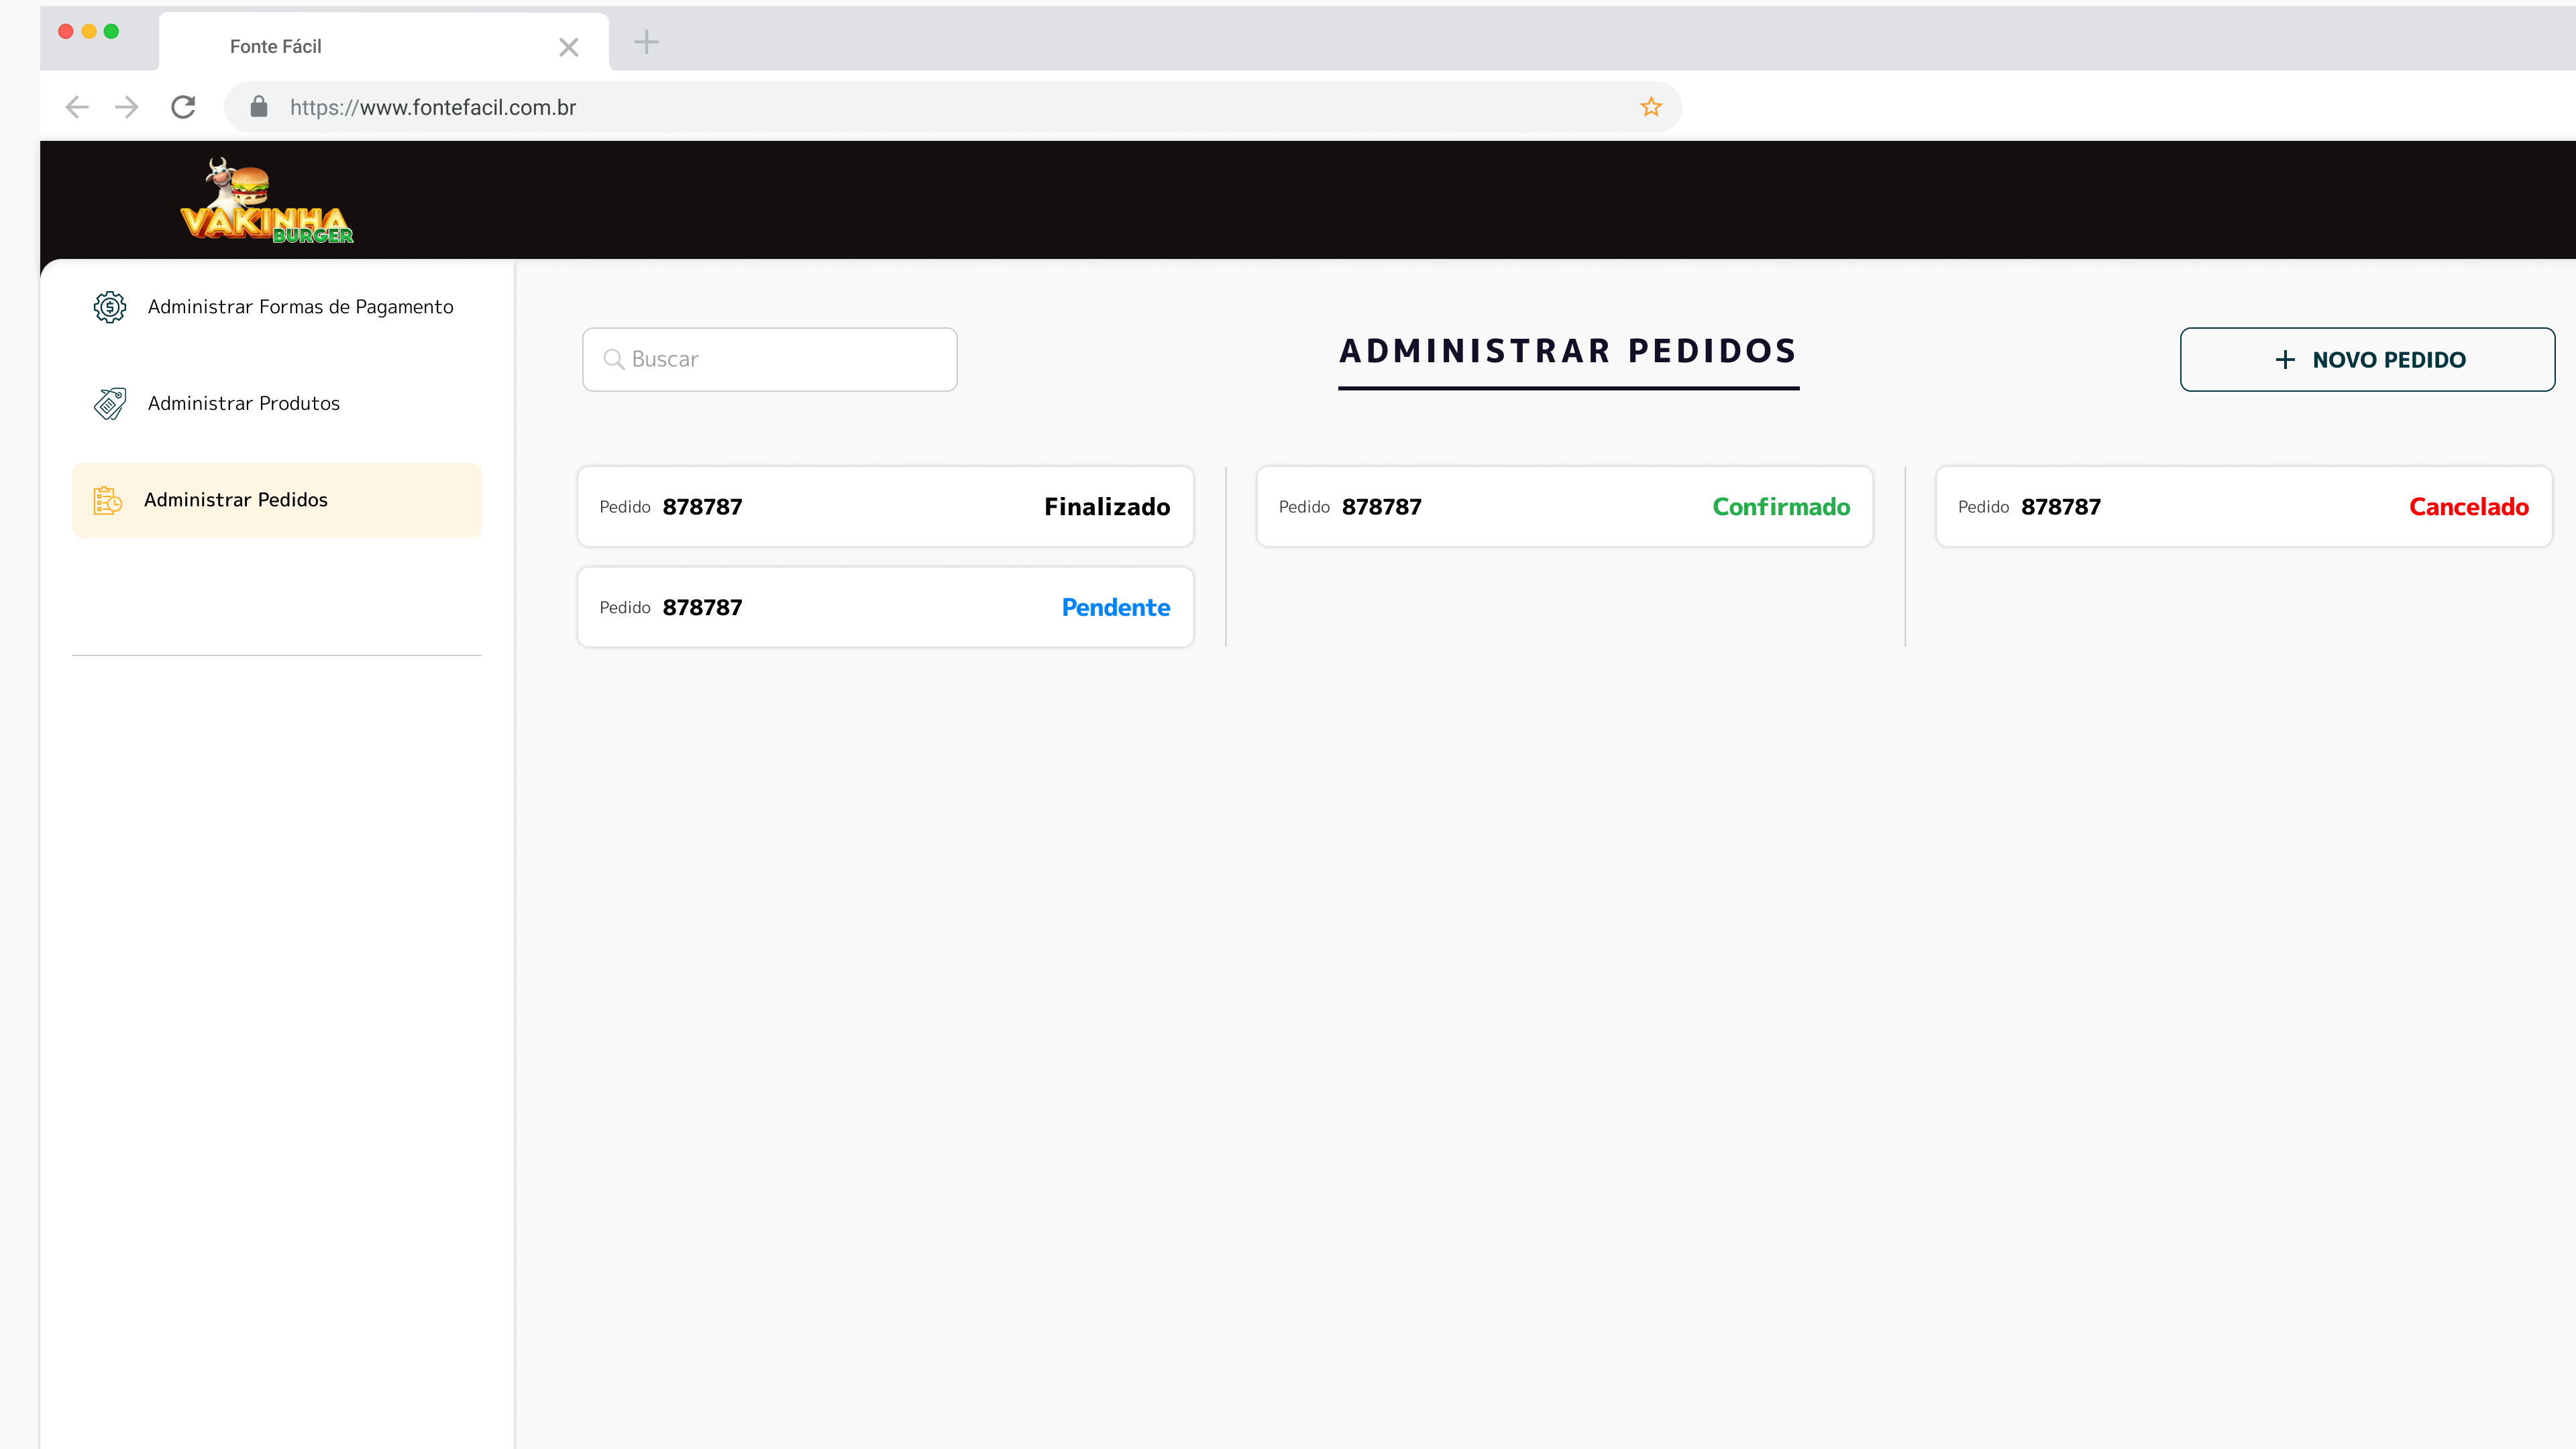 Fonte Fácil
https://www.fontefacil.com.br
VAKINHA
BURGER
Administrar Formas de Pagamento
Administrar Produtos
Administrar Pedidos
Buscar
ADMINISTRAR PEDIDOS
+ NOVO PEDIDO
Pedido 878787 Finalizado
Pedido 878787 Confirmado
Pedido 878787 Cancelado
Pedido 878787 Pendente